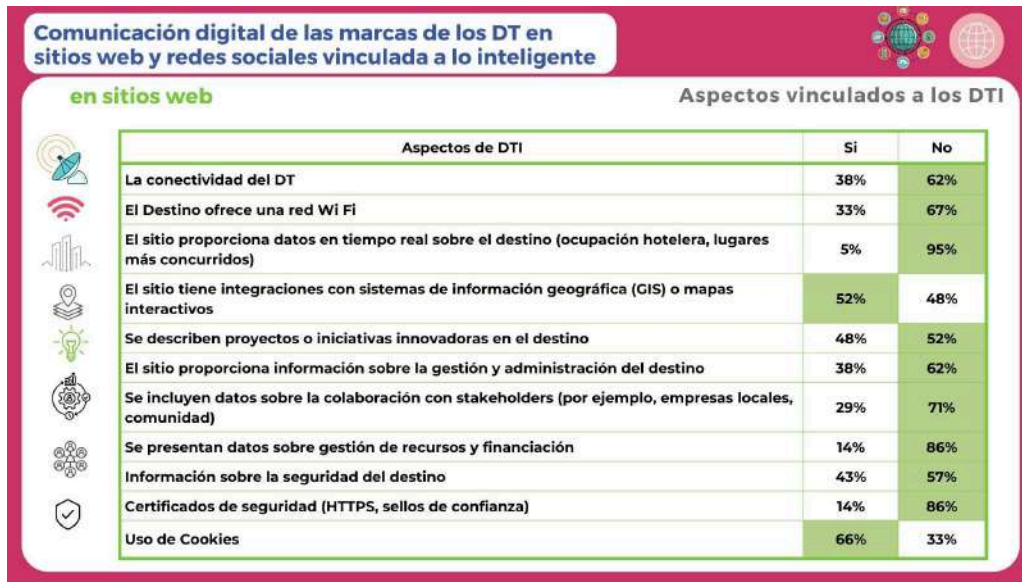 Comunicación digital de las marcas de los DT en
sitios web y redes sociales vinculada a lo inteligente
en sitios web
Aspectos vinculados a los DTI
Aspectos de DTI Si No
La conectividad del DT 38% 62%
El Destino ofrece una red Wi Fi 33% 67%
El sitio proporciona datos en tiempo real sobre el destino (ocupación hotelera, lugares
más concurridos) 5% 95%
El sitio tiene integraciones con sistemas de información geográfica (GIS) o mapas
interactivos 52% 48%
Se describen proyectos o iniciativas innovadoras en el destino 48% 52%
El sitio proporciona información sobre la gestión y administración del destino 38% 62%
Se incluyen datos sobre la colaboración con stakeholders (por ejemplo, empresas locales,
comunidad) 29% 71%
Se presentan datos sobre gestión de recursos y financiación 14% 86%
Información sobre la seguridad del destino 43% 57%
Certificados de seguridad (HTTPS, sellos de confianza) 14% 86%
Uso de Cookies 66% 33%